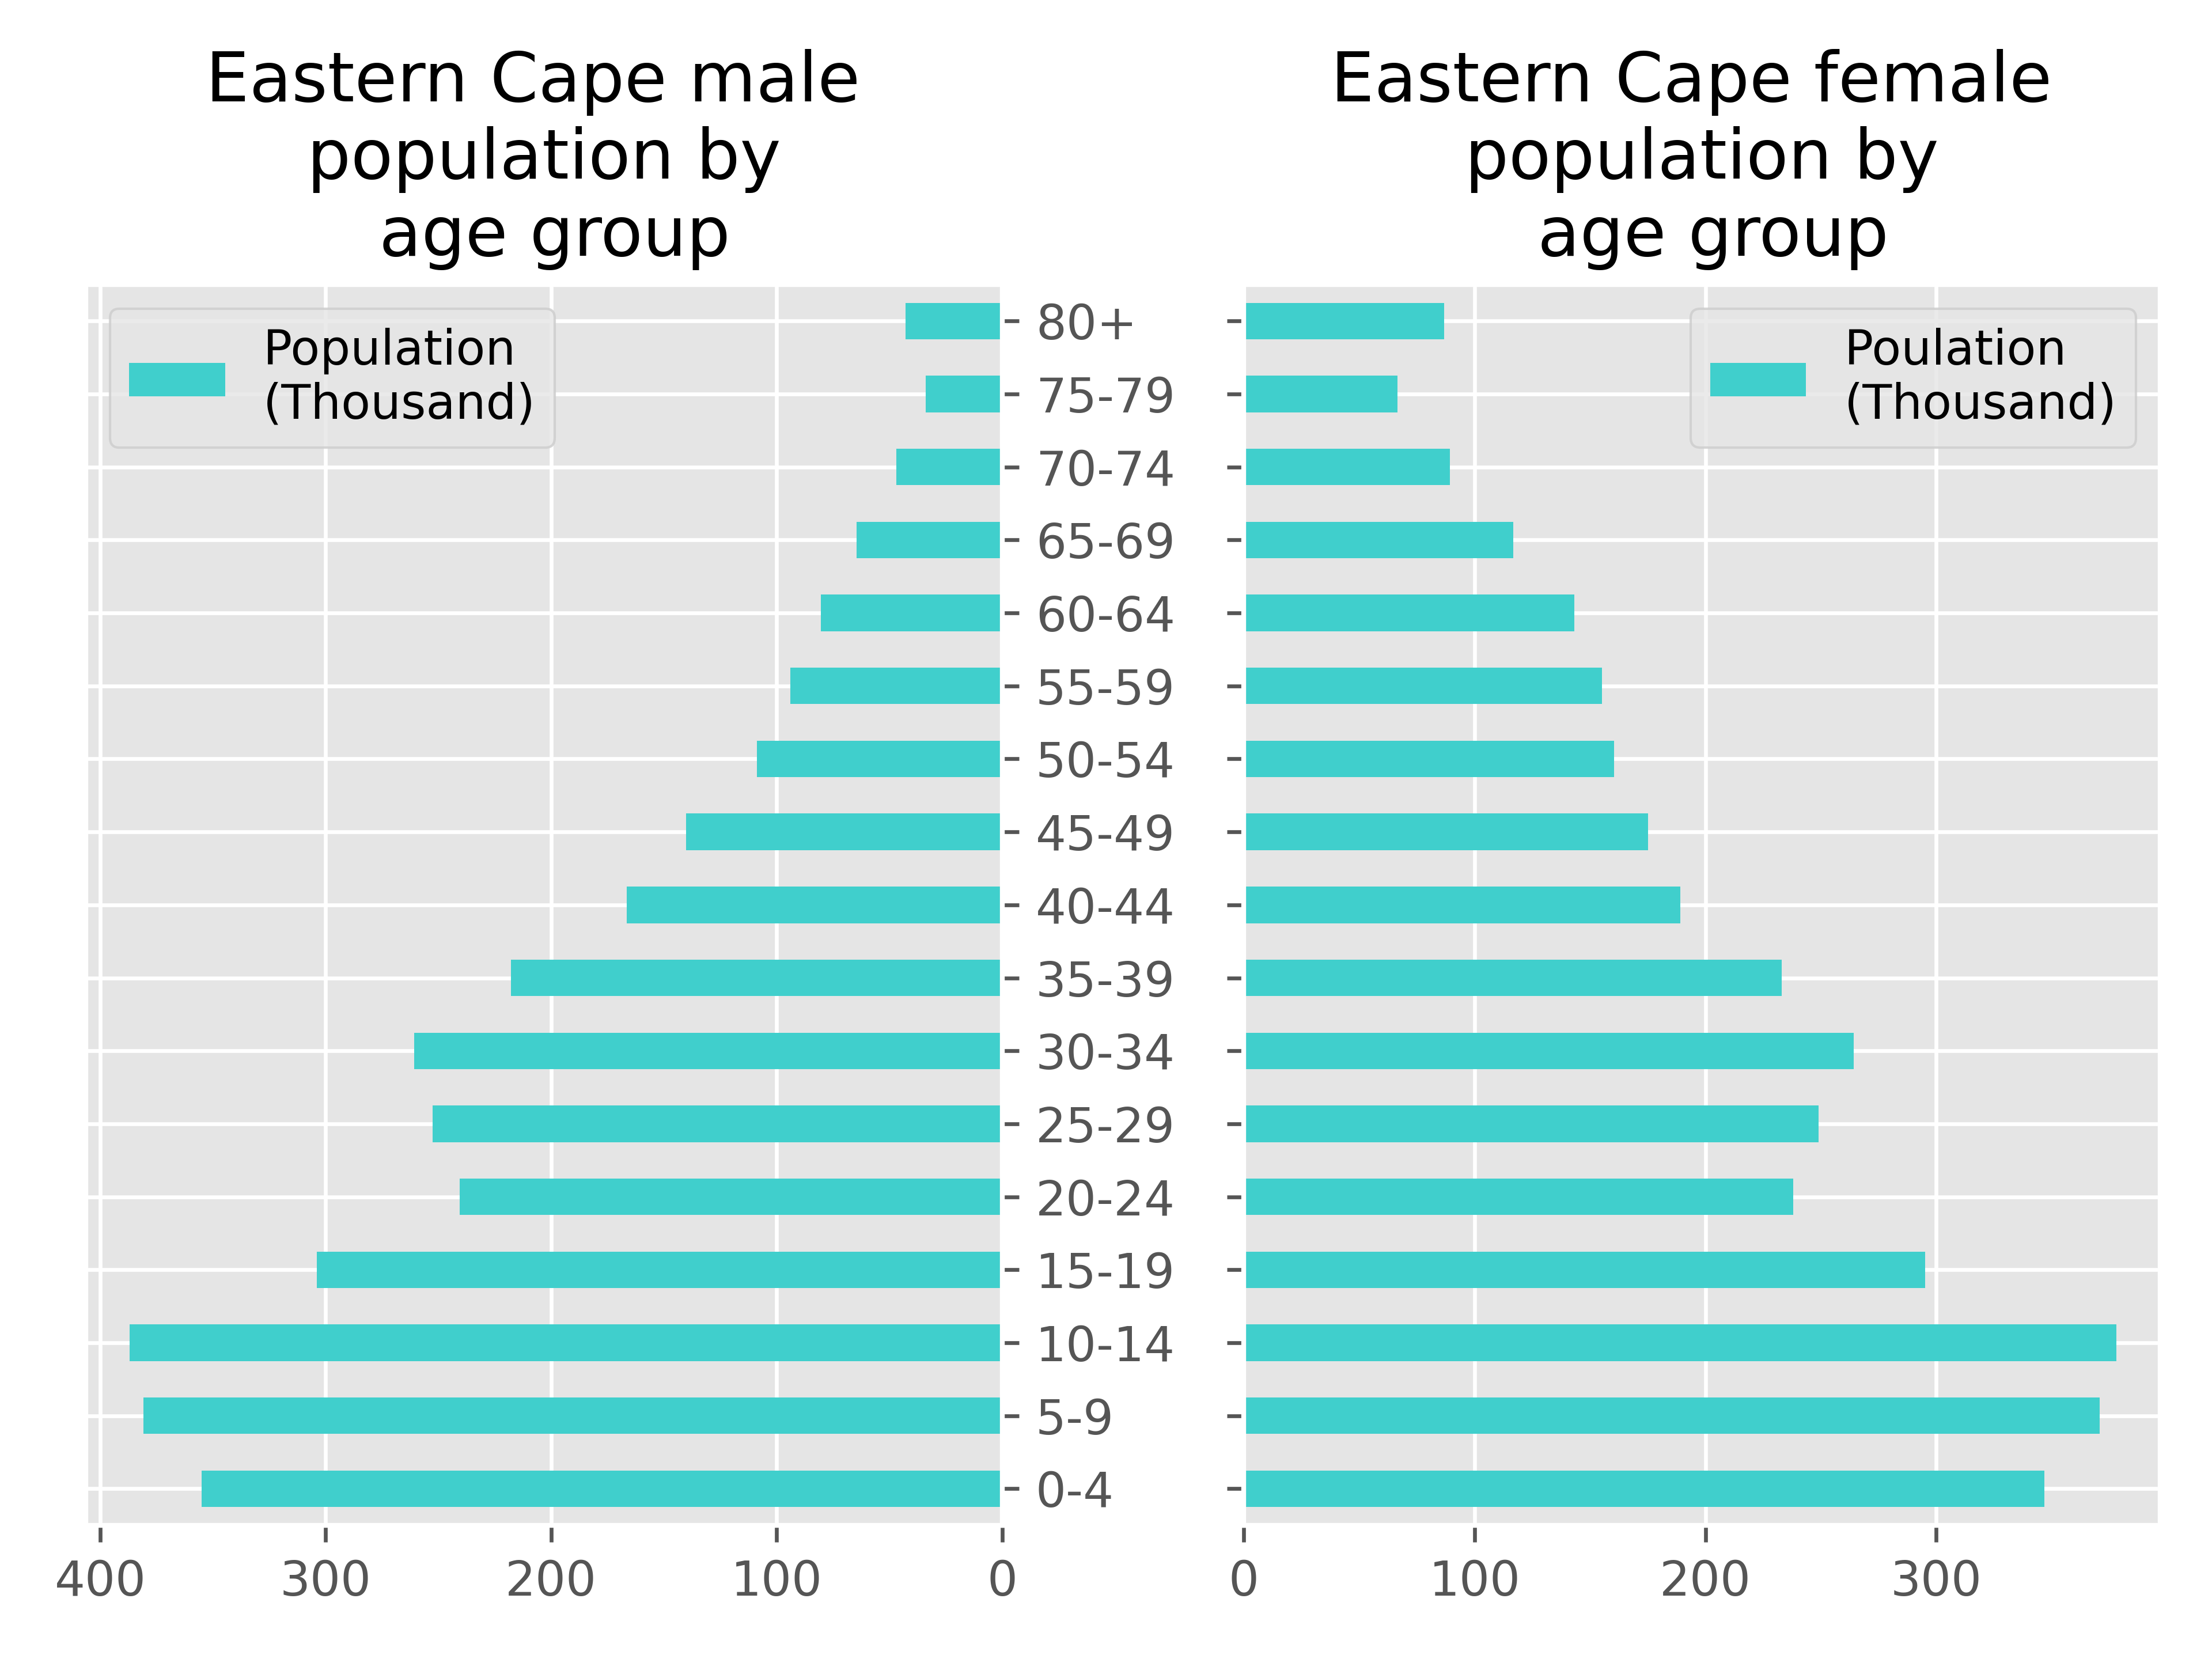 Eastern Cape male
population by
age group
Eastern Cape female
population by
age group
Population
(Thousand)
Poulation
(Thousand)
80+
75-79
70-74
65-69
60-64
55-59
50-54
45-49
40-44
35-39
30-34
25-29
20-24
15-19
10-14
5-9
0-4
400 300 200 100 0
0 100 200 300